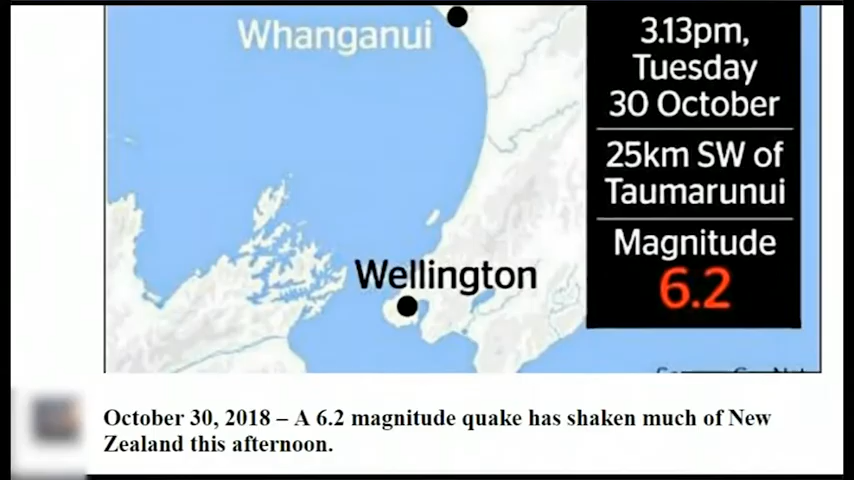 Whanganui
3.13pm,
Tuesday
30 October
25km SW of
Taumarunui
Magnitude
6.2
Wellington
October 30, 2018 – A 6.2 magnitude quake has shaken much of New
Zealand this afternoon.